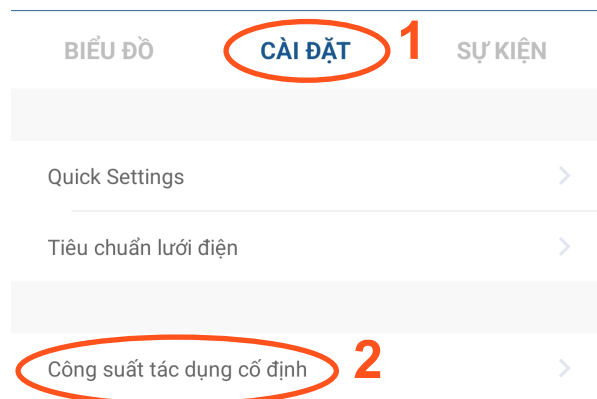 BIỂU ĐỒ CÀI ĐẶT 1 SỰ KIỆN
Quick Settings
Tiêu chuẩn lưới điện
Công suất tác dụng cố định 2